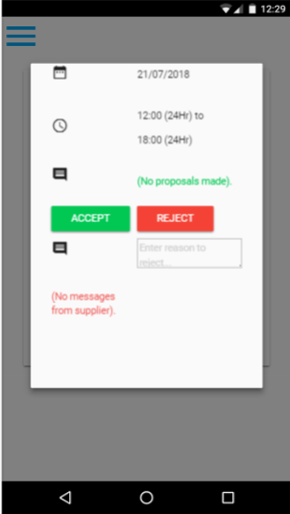 12:29
21/07/2018
12:00 (24Hr) to
18:00 (24Hr)
(No proposals made).
ACCEPT
REJECT
Enter reason to
reject...
(No messages
from supplier).